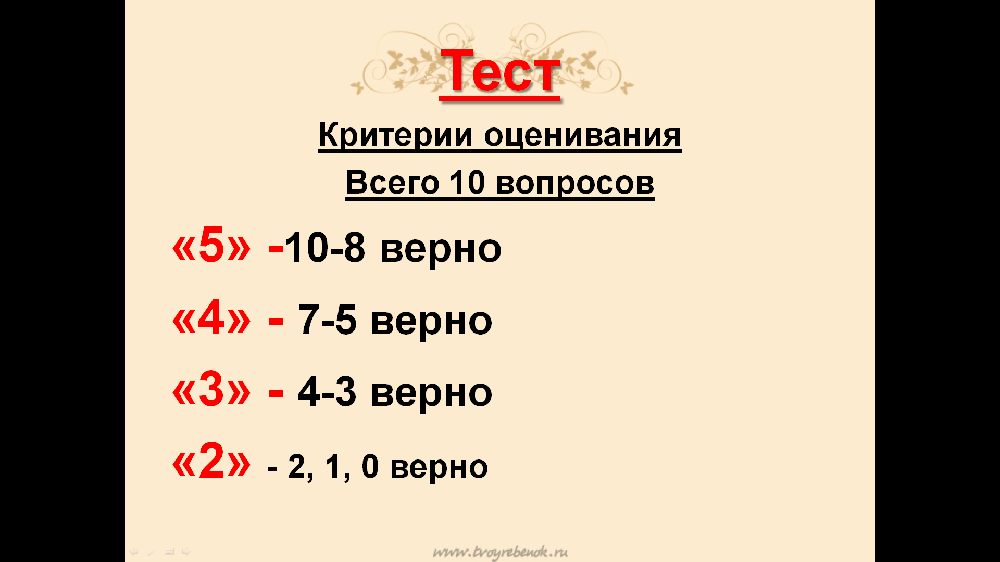 Тест
Критерии оценивания
Всего 10 вопросов
«5» -10-8 верно
«4» - 7-5 верно
«3» - 4-3 верно
«2» - 2, 1, 0 верно
www.tvoyrebenok.ru